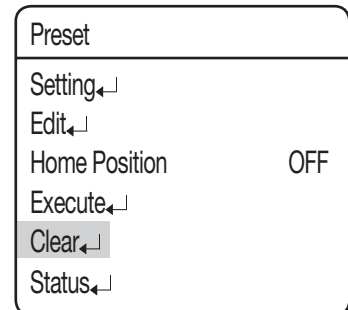 Preset
Setting↵
Edit↵
Home Position OFF
Execute↵
Clear↵
Status↵